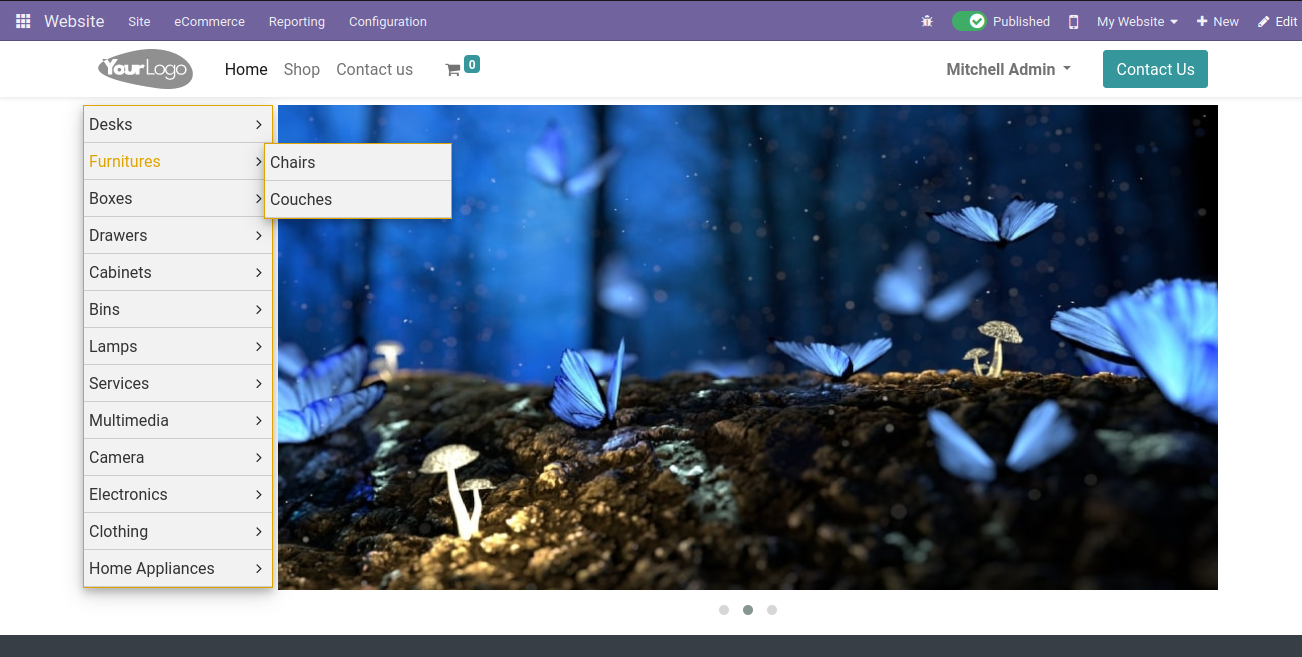 Website Site eCommerce Reporting Configuration Published My Website New Edit
YourLogo Home Shop Contact us 0 Mitchell Admin Contact Us
Desks
Furnitures
Chairs
Boxes
Couches
Drawers
Cabinets
Bins
Lamps
Services
Multimedia
Camera
Electronics
Clothing
Home Appliances